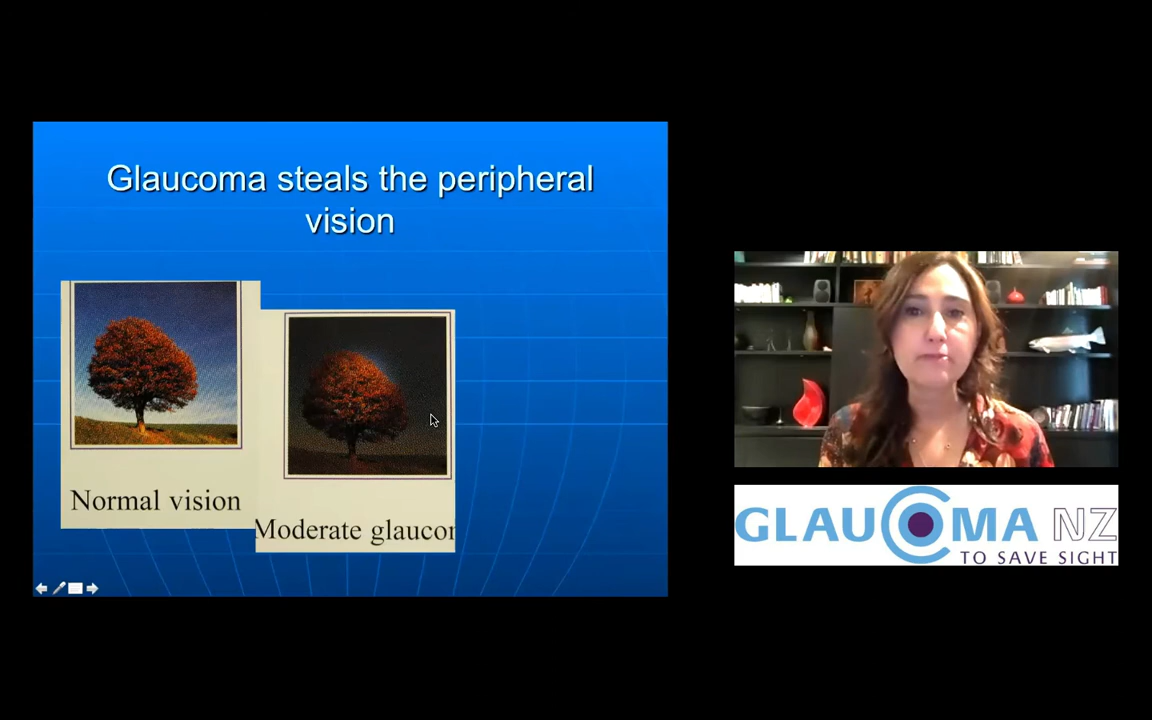 Glaucoma steals the peripheral
vision
Normal vision
Moderate glaucor
GLAUCOMA NZ
TO SAVE SIGHT